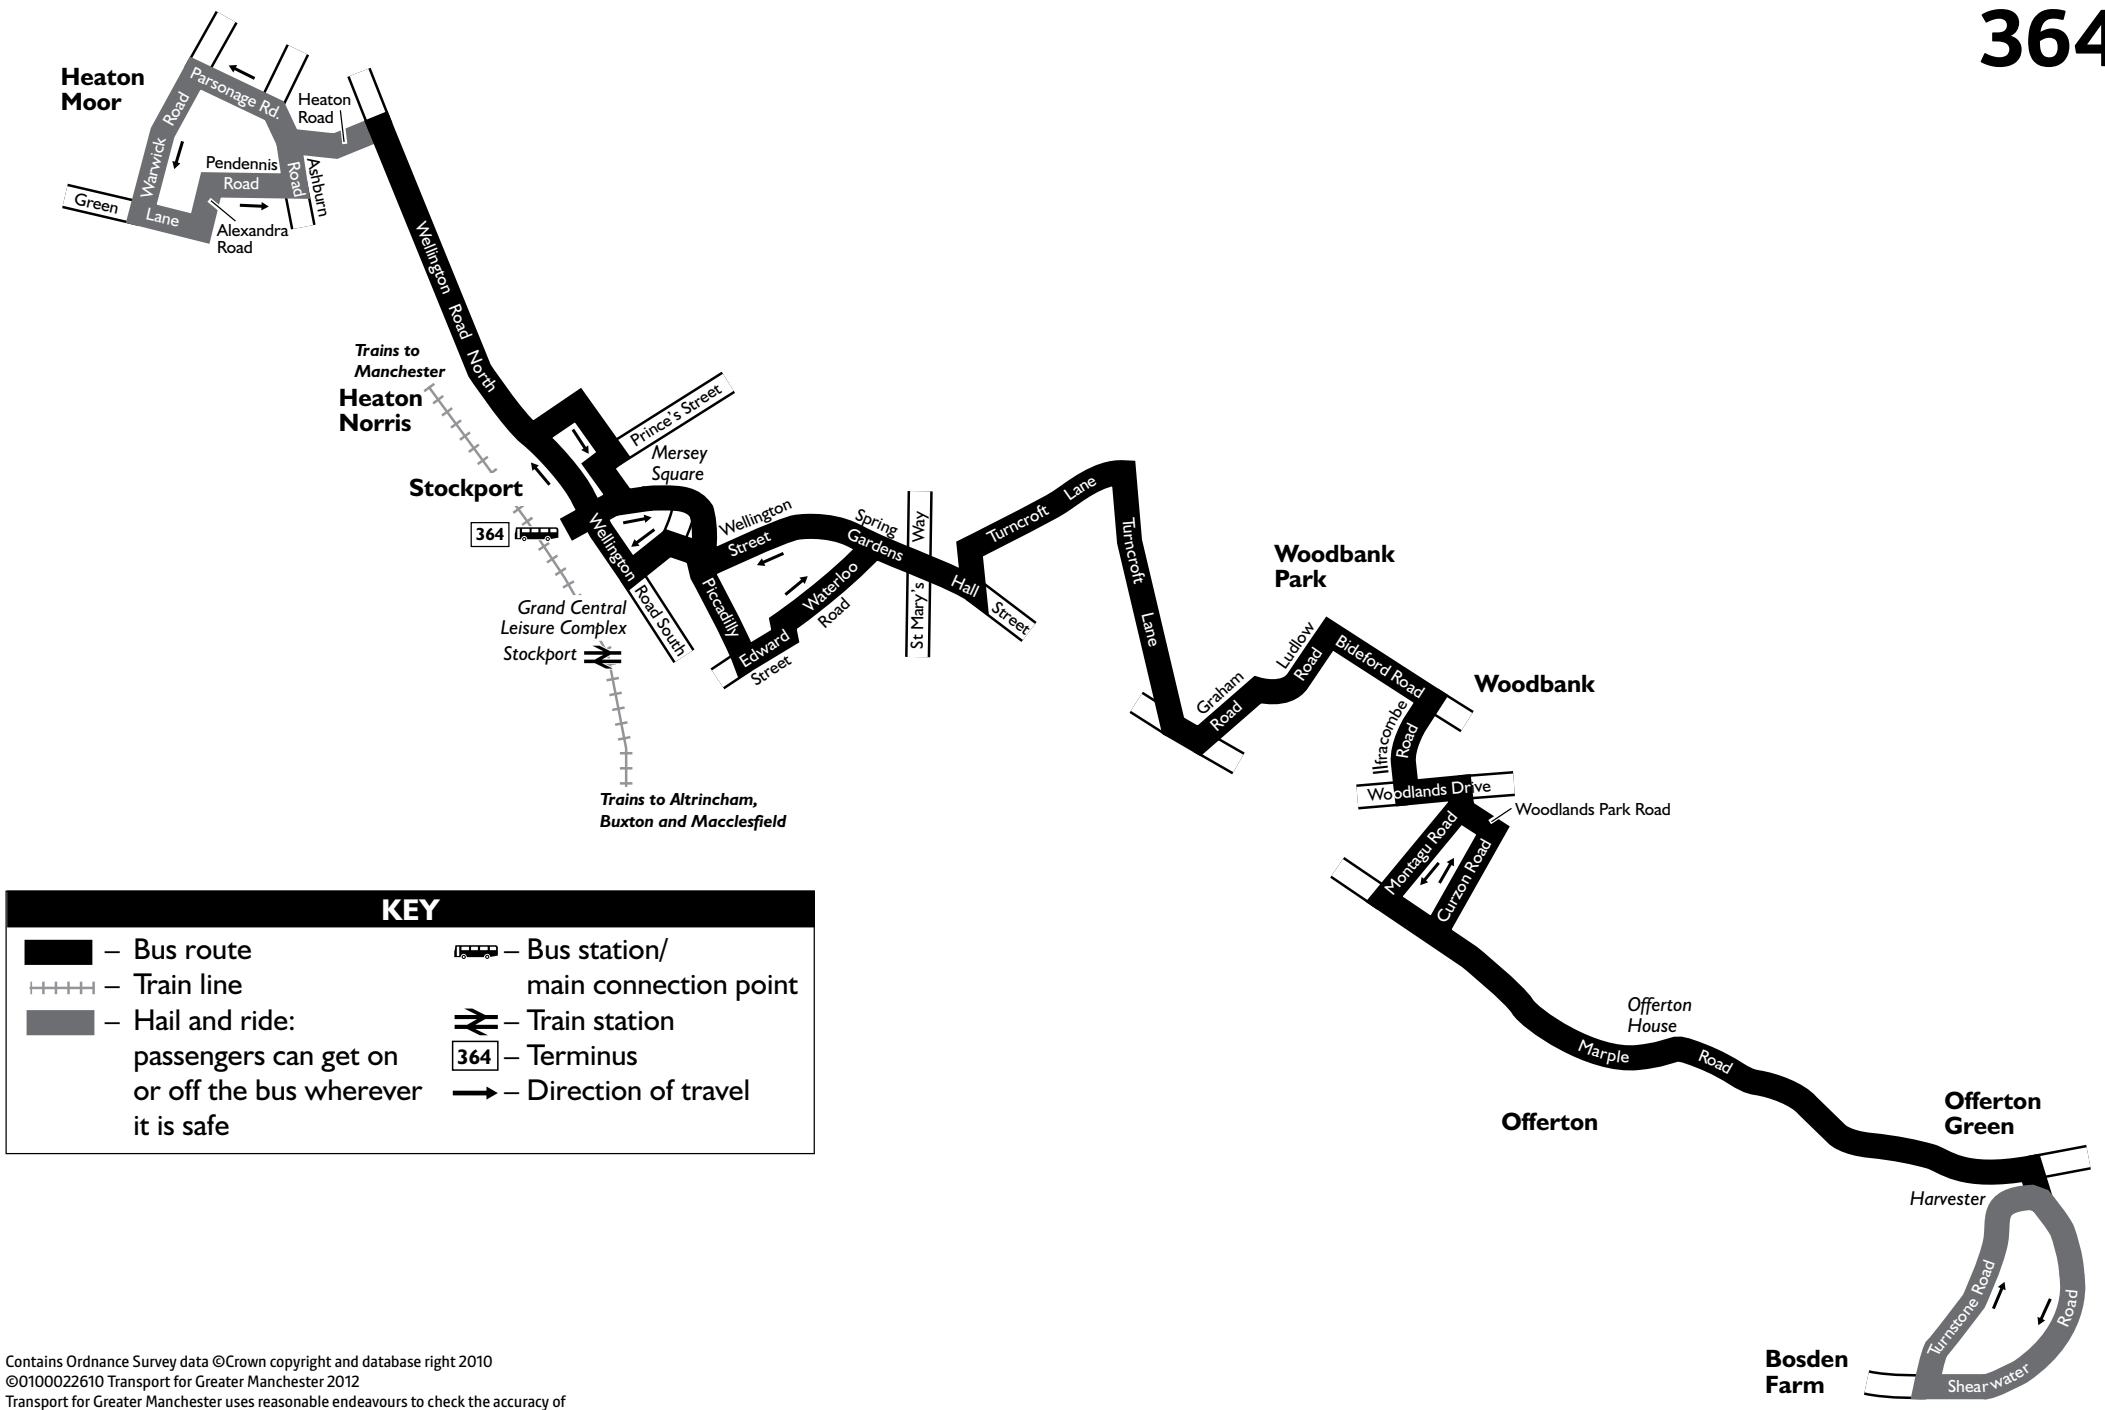 364
Heaton
Moor
Parsonage Rd.
Heaton
Road
Warwick Road
Pendennis
Road
Ashburn
Road
Green
Lane
Alexandra
Road
Wellington Road North
Trains to
Manchester
Heaton
Norris
Prince's Street
Mersey
Square
Stockport
364
Wellington
Road South
Wellington
Street
Spring
Gardens
St Mary's Way
Hall
Street
Piccadilly
Waterloo
Road
Edward
Street
Grand Central
Leisure Complex
Stockport
Trains to Altrincham,
Buxton and Macclesfield
Turncroft Lane
Turncroft Lane
Woodbank
Park
Graham
Road
Ludlow
Road
Bideford Road
Woodbank
Ilfracombe
Road
Woodlands Drive
Woodlands Park Road
Montagu Road
Curzon Road
Offerton
House
Marple Road
Offerton
Offerton
Green
Harvester
Turnstone Road
Shearwater
Road
Bosden
Farm
KEY
– Bus route
– Train line
– Hail and ride:
passengers can get on
or off the bus wherever
it is safe
– Bus station/
main connection point
– Train station
364 – Terminus
– Direction of travel
Contains Ordnance Survey data ©Crown copyright and database right 2010
©0100022610 Transport for Greater Manchester 2012
Transport for Greater Manchester uses reasonable endeavours to check the accuracy of